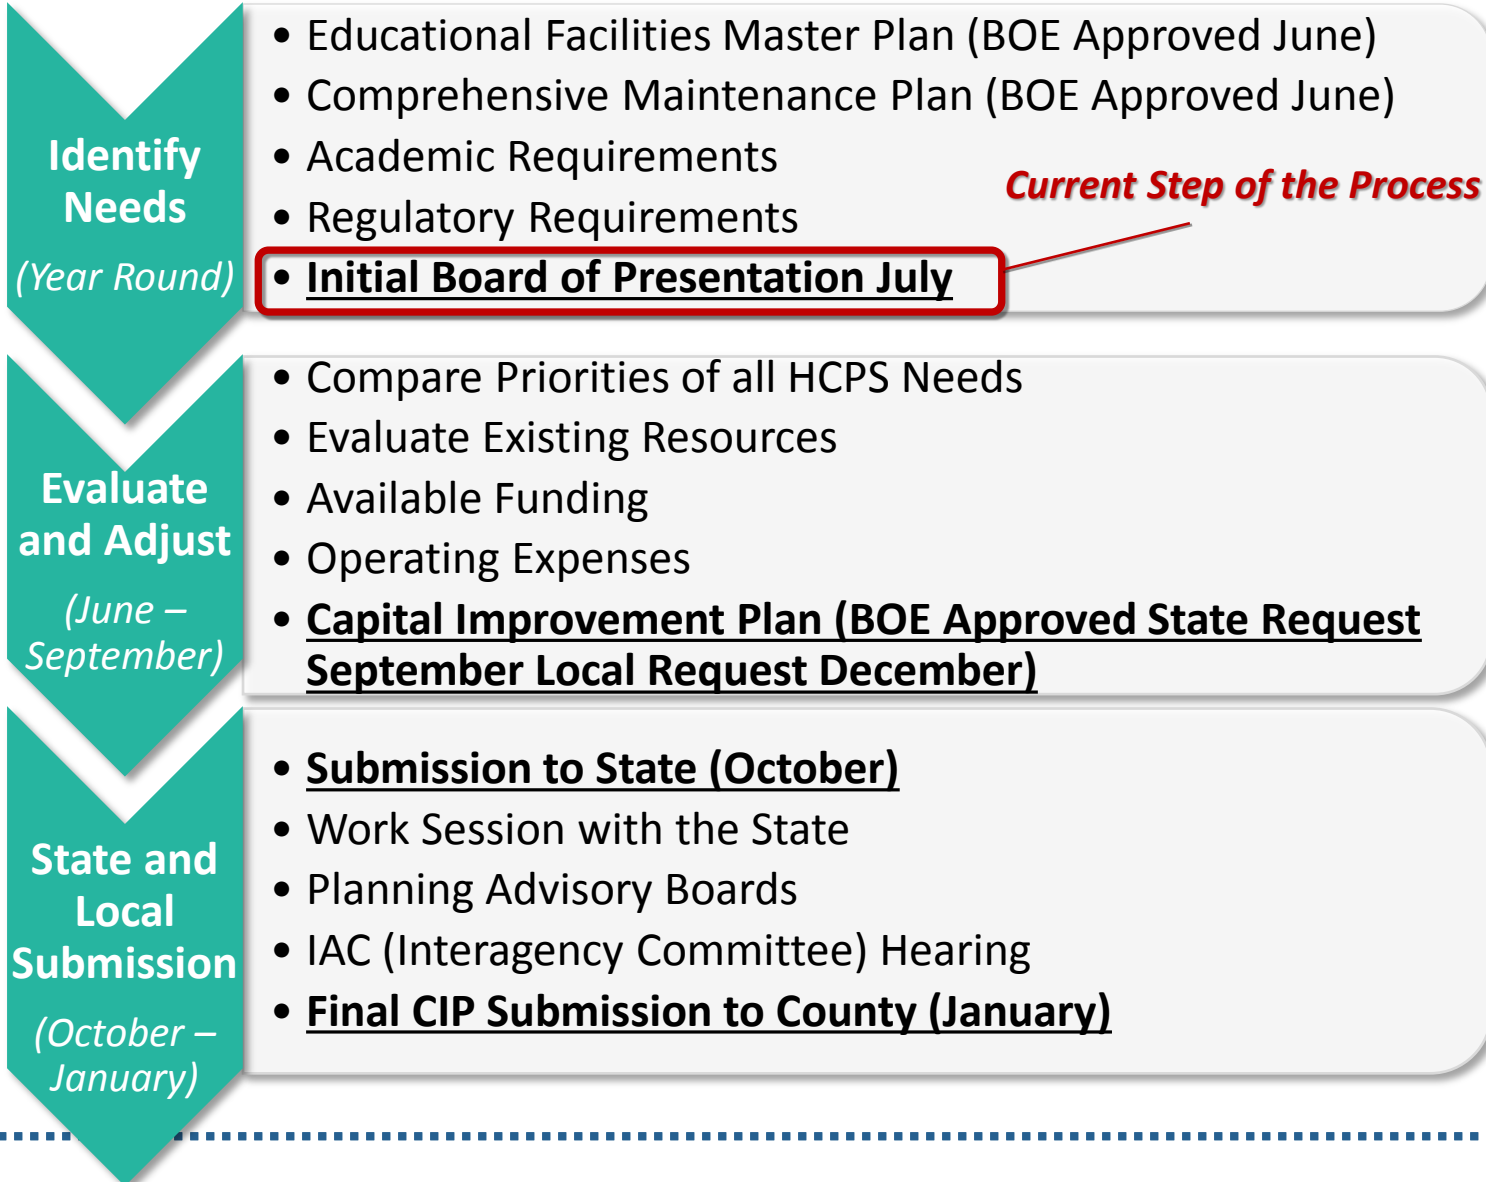 Identify
Needs
(Year Round)
• Educational Facilities Master Plan (BOE Approved June)
• Comprehensive Maintenance Plan (BOE Approved June)
• Academic Requirements
• Regulatory Requirements
• Initial Board of Presentation July
Current Step of the Process
Evaluate
and Adjust
(June –
September)
• Compare Priorities of all HCPS Needs
• Evaluate Existing Resources
• Available Funding
• Operating Expenses
• Capital Improvement Plan (BOE Approved State Request
September Local Request December)
State and
Local
Submission
(October –
January)
• Submission to State (October)
• Work Session with the State
• Planning Advisory Boards
• IAC (Interagency Committee) Hearing
• Final CIP Submission to County (January)